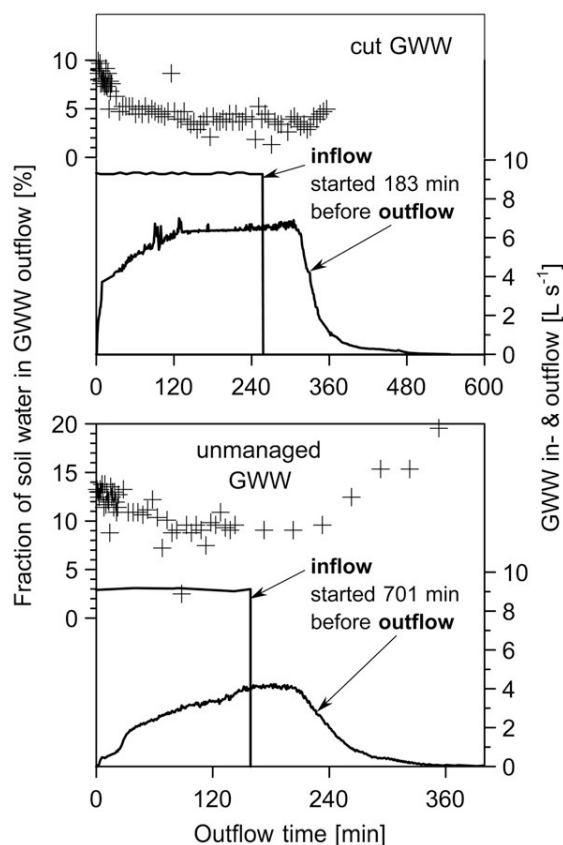 cut GWW
10
5
0
inflow
started 183 min
before outflow
10
8
6
4
2
0
0 120 240 360 480 600
Fraction of soil water in GWW outflow [%]
GWW in- & outflow [L s⁻¹]
20
15
10
5
0
unmanaged
GWW
inflow
started 701 min
before outflow
10
8
6
4
2
0
0 120 240 360
Outflow time [min]